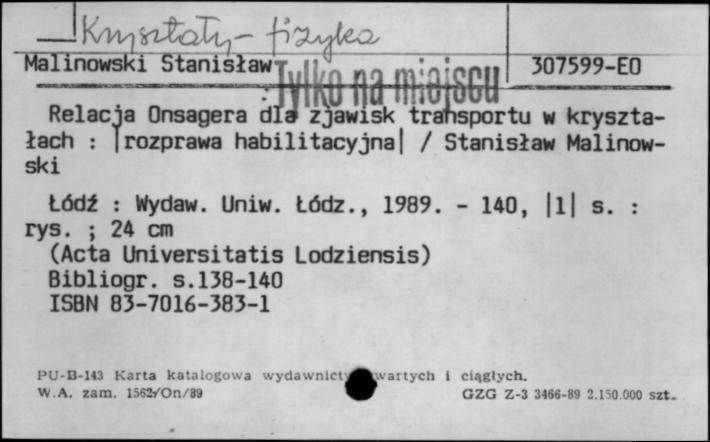 Kryształy - fizyka
Malinowski Stanisław 307599-EO
Tylko na miejscu
Relacja Onsagera dla zjawisk transportu w kryszta-
łach : |rozprawa habilitacyjna| / Stanisław Malinow-
ski
Łódź : Wydaw. Uniw. Łódz., 1989. - 140, |1| s. :
rys. ; 24 cm
(Acta Universitatis Lodziensis)
Bibliogr. s.138-140
ISBN 83-7016-383-1
PU-B-143 Karta katalogowa wydawnictw zwartych i ciągłych.
W.A. zam. 1562/On/89 GZG Z-3 3466-89 2.150.000 szt.